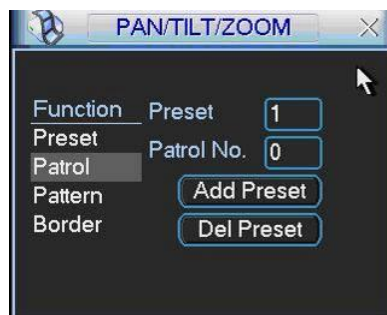 PAN/TILT/ZOOM
Function
Preset
Patrol
Pattern
Border
Preset 1
Patrol No. 0
Add Preset
Del Preset